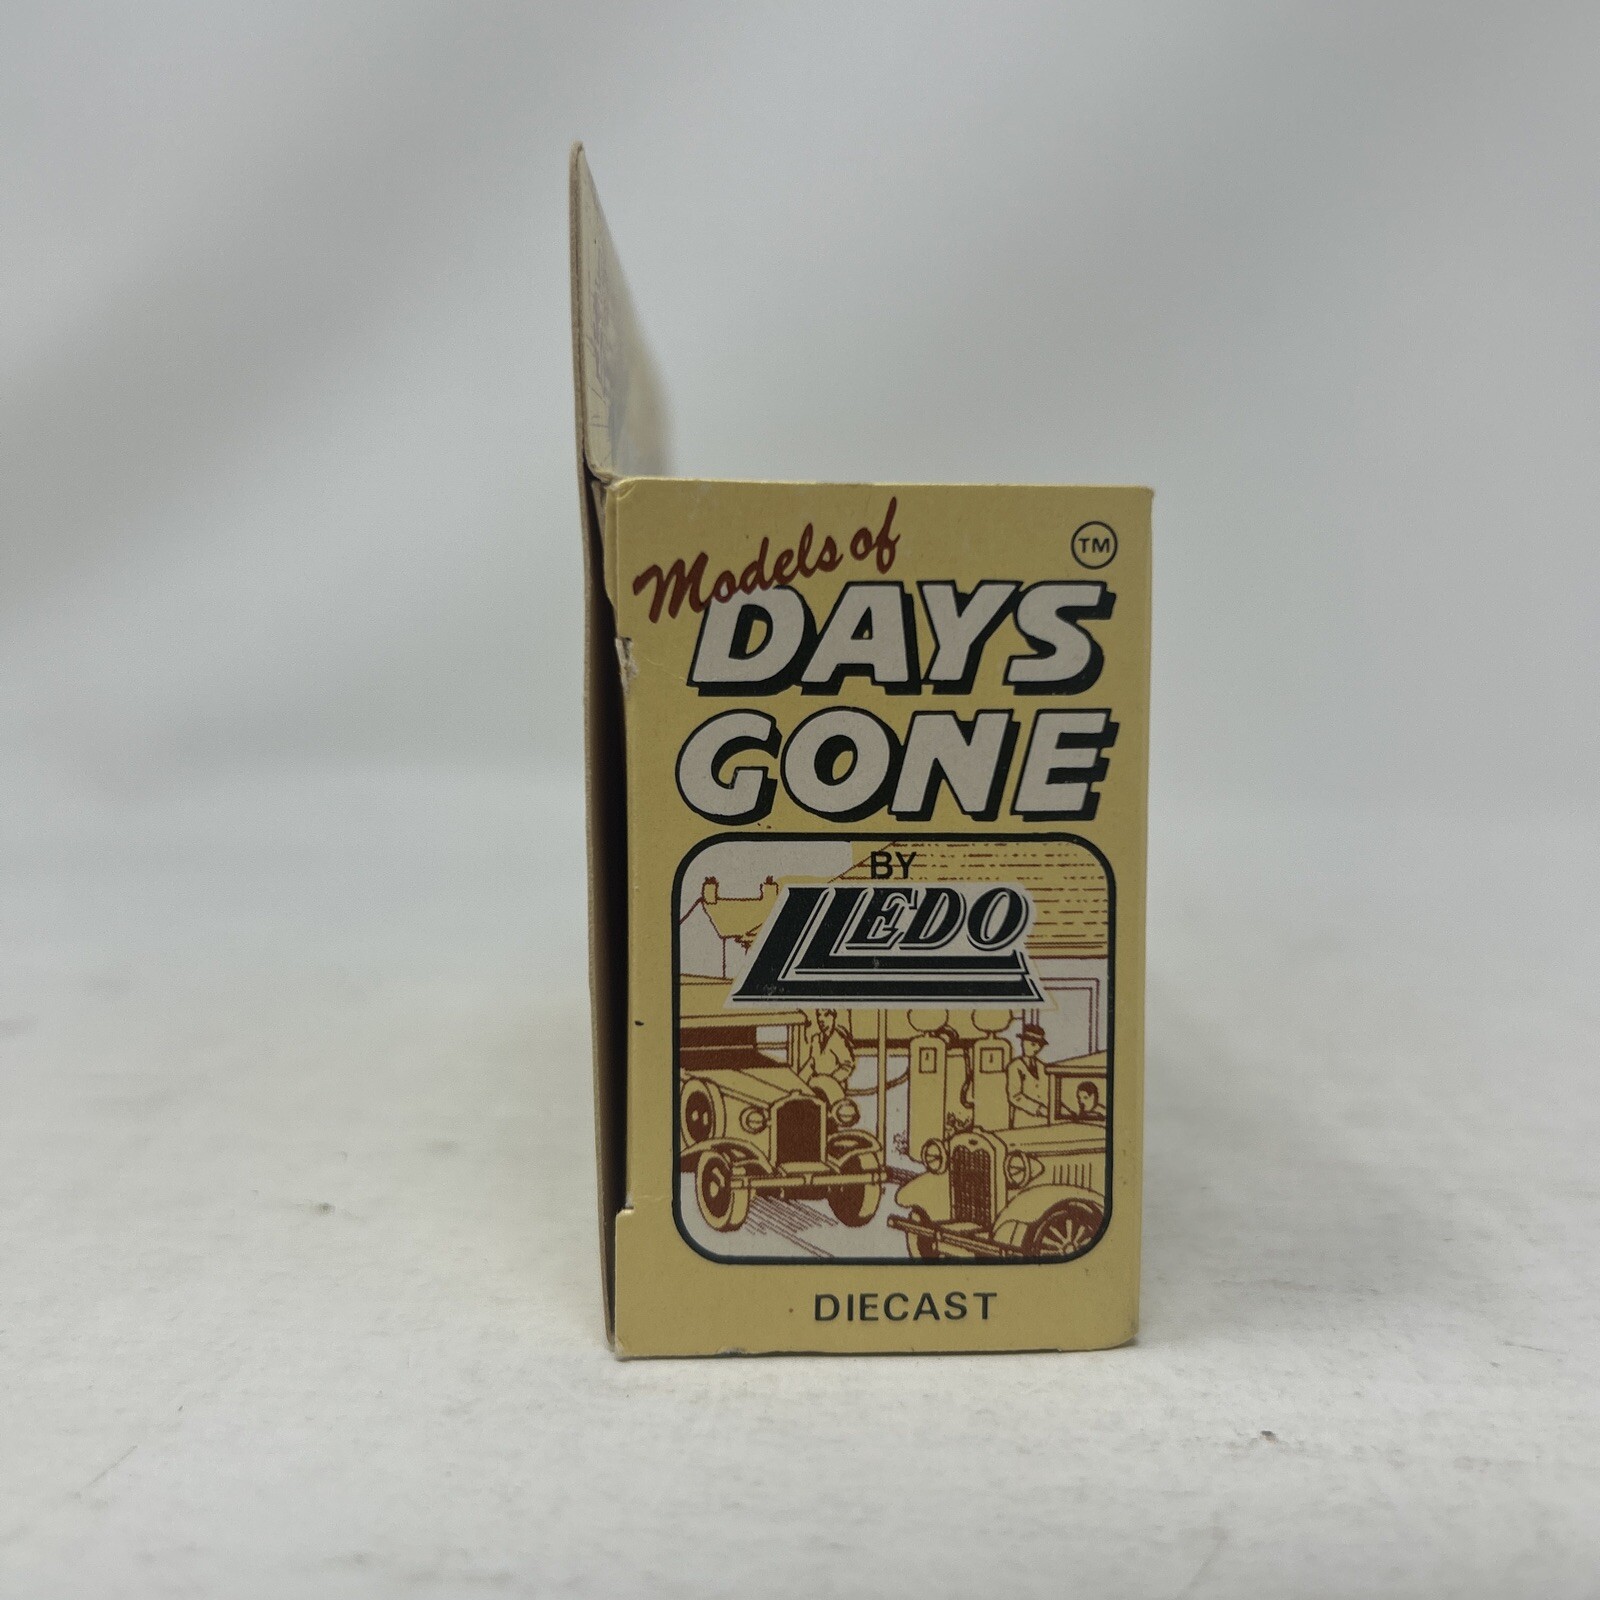 Models of
TM
DAYS
GONE
BY
LLEDO
DIECAST